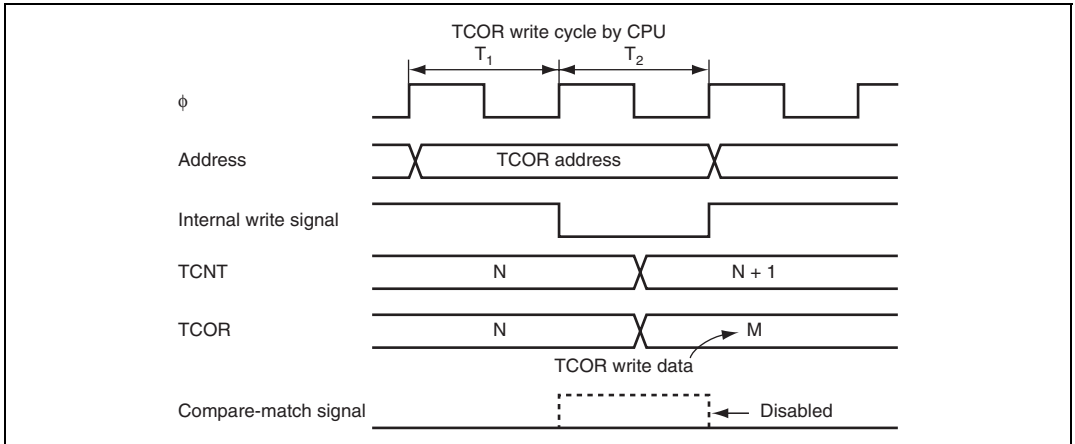 TCOR write cycle by CPU
T₁ T₂
ϕ
Address TCOR address
Internal write signal
TCNT N N + 1
TCOR N M
TCOR write data
Compare-match signal Disabled